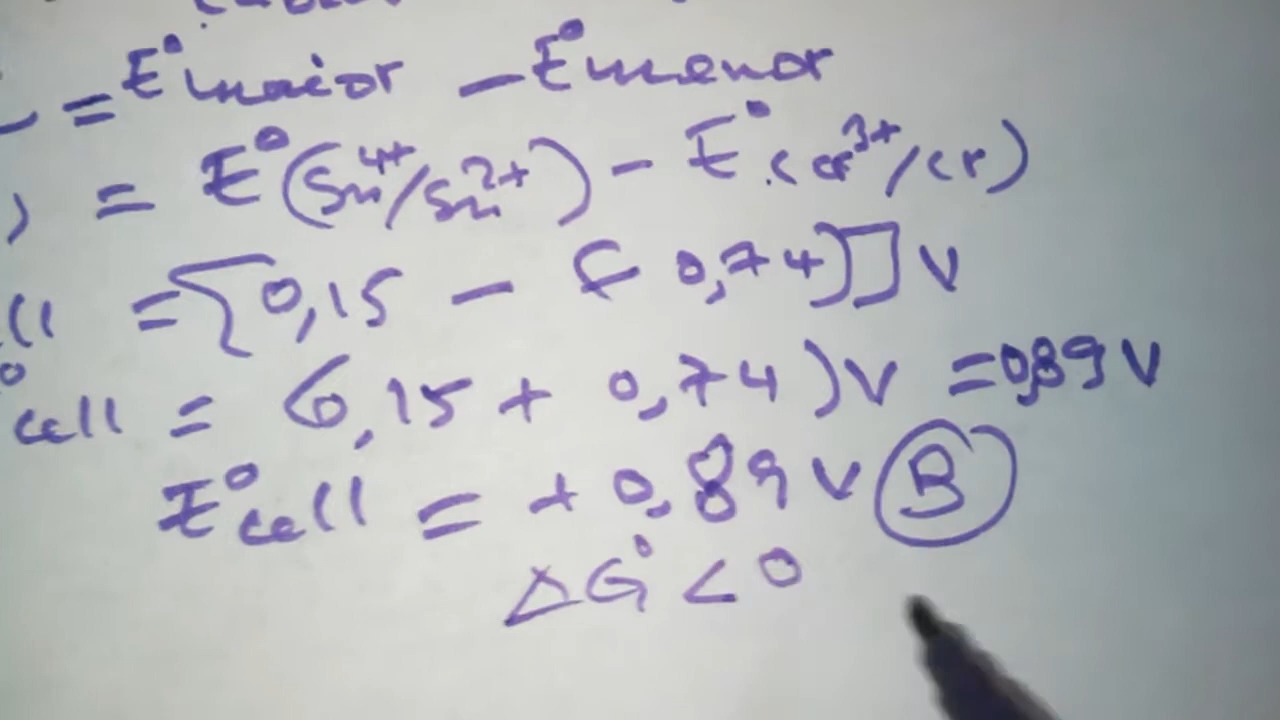 = E° maior - E° menor
) = E° (Sn⁴⁺/Sn²⁺) - E° (Cr³⁺/Cr)
ll = [0,15 - (-0,74)] V
°cell = (0,15 + 0,74) V = 0,89 V
E°cell = + 0,89 V (B)
ΔG° < 0